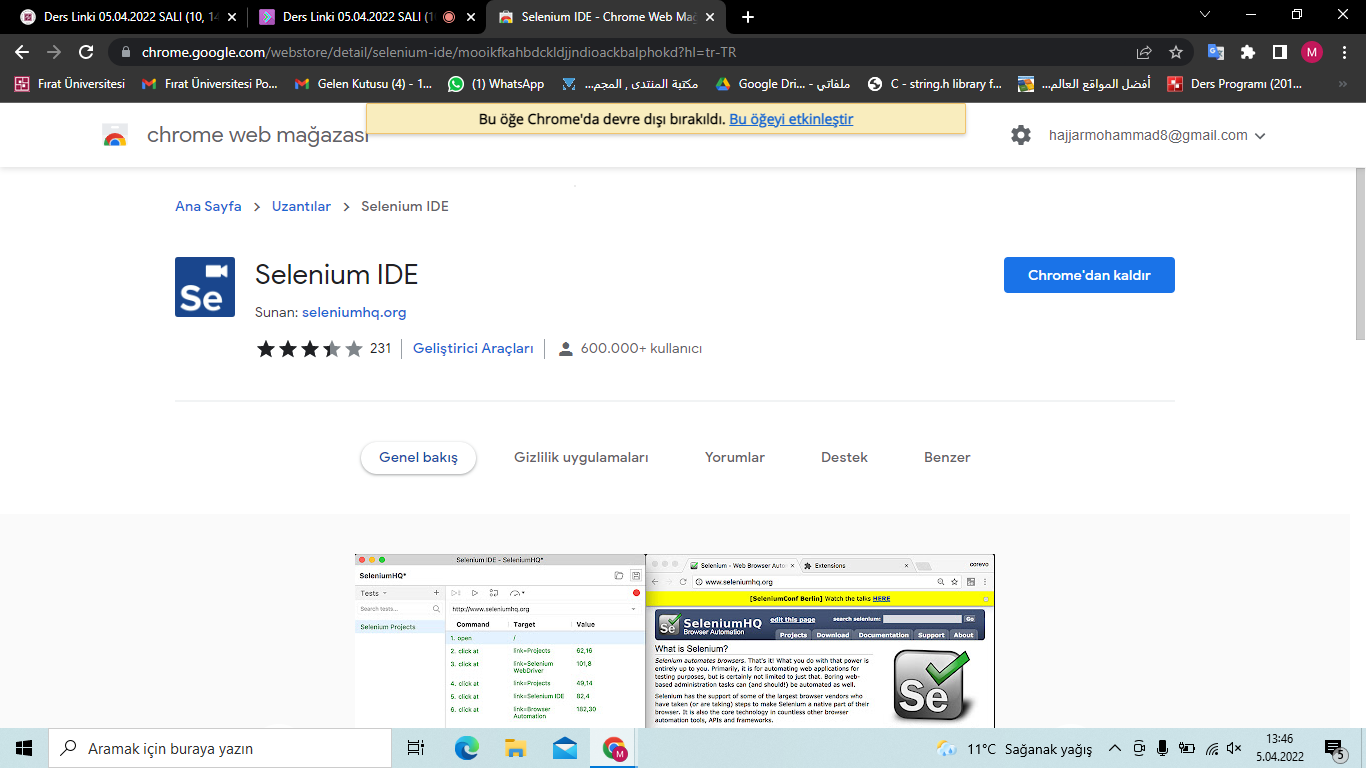 Ders Linki 05.04.2022 SALI (10, 14
Ders Linki 05.04.2022 SALI (1
Selenium IDE - Chrome Web Mağ
chrome.google.com/webstore/detail/selenium-ide/mooikfkahbdckldjjndioackbalphokd?hl=tr-TR
M
Fırat Üniversitesi
Fırat Üniversitesi Po...
Gelen Kutusu (4) - 1...
(1) WhatsApp
مكتبة المنتدى , المجم...
ملفاتي – Google Dri...
C - string.h library f...
أفضل المواقع العالم...
Ders Programı (201...
»
chrome web mağazası
Bu öğe Chrome'da devre dışı bırakıldı. Bu öğeyi etkinleştir
hajjarmohammad8@gmail.com
Ana Sayfa > Uzantılar > Selenium IDE
Se
Selenium IDE
Chrome'dan kaldır
Sunan: seleniumhq.org
231
Geliştirici Araçları
600.000+ kullanıcı
Genel bakış
Gizlilik uygulamaları
Yorumlar
Destek
Benzer
Selenium IDE - SeleniumHQ*
SeleniumHQ*
Tests
Search tests...
http://www.seleniumhq.org
Selenium Projects
Command Target Value
1. open /
2. click at link=Projects 62,16
3. click at link=Selenium WebDriver 101,8
4. click at link=Projects 49,14
5. click at link=Selenium IDE 82,4
6. click at link=Browser Automation 182,30
Selenium - Web Browser Auto
Extensions
corevo
www.seleniumhq.org
[SeleniumConf Berlin] Watch the talks HERE
Se
SeleniumHQ
Browser Automation
edit this page
search selenium:
Go
Projects
Download
Documentation
Support
About
What is Selenium?
Selenium automates browsers. That's it! What you do with that power is
entirely up to you. Primarily, it is for automating web applications for
testing purposes, but is certainly not limited to just that. Boring web-
based administration tasks can (and should!) be automated as well.
Selenium has the support of some of the largest browser vendors who
have taken (or are taking) steps to make Selenium a native part of their
browser. It is also the core technology in countless other browser
automation tools, APIs and frameworks.
Se
Aramak için buraya yazın
M
11°C Sağanak yağış
13:46
5.04.2022
5